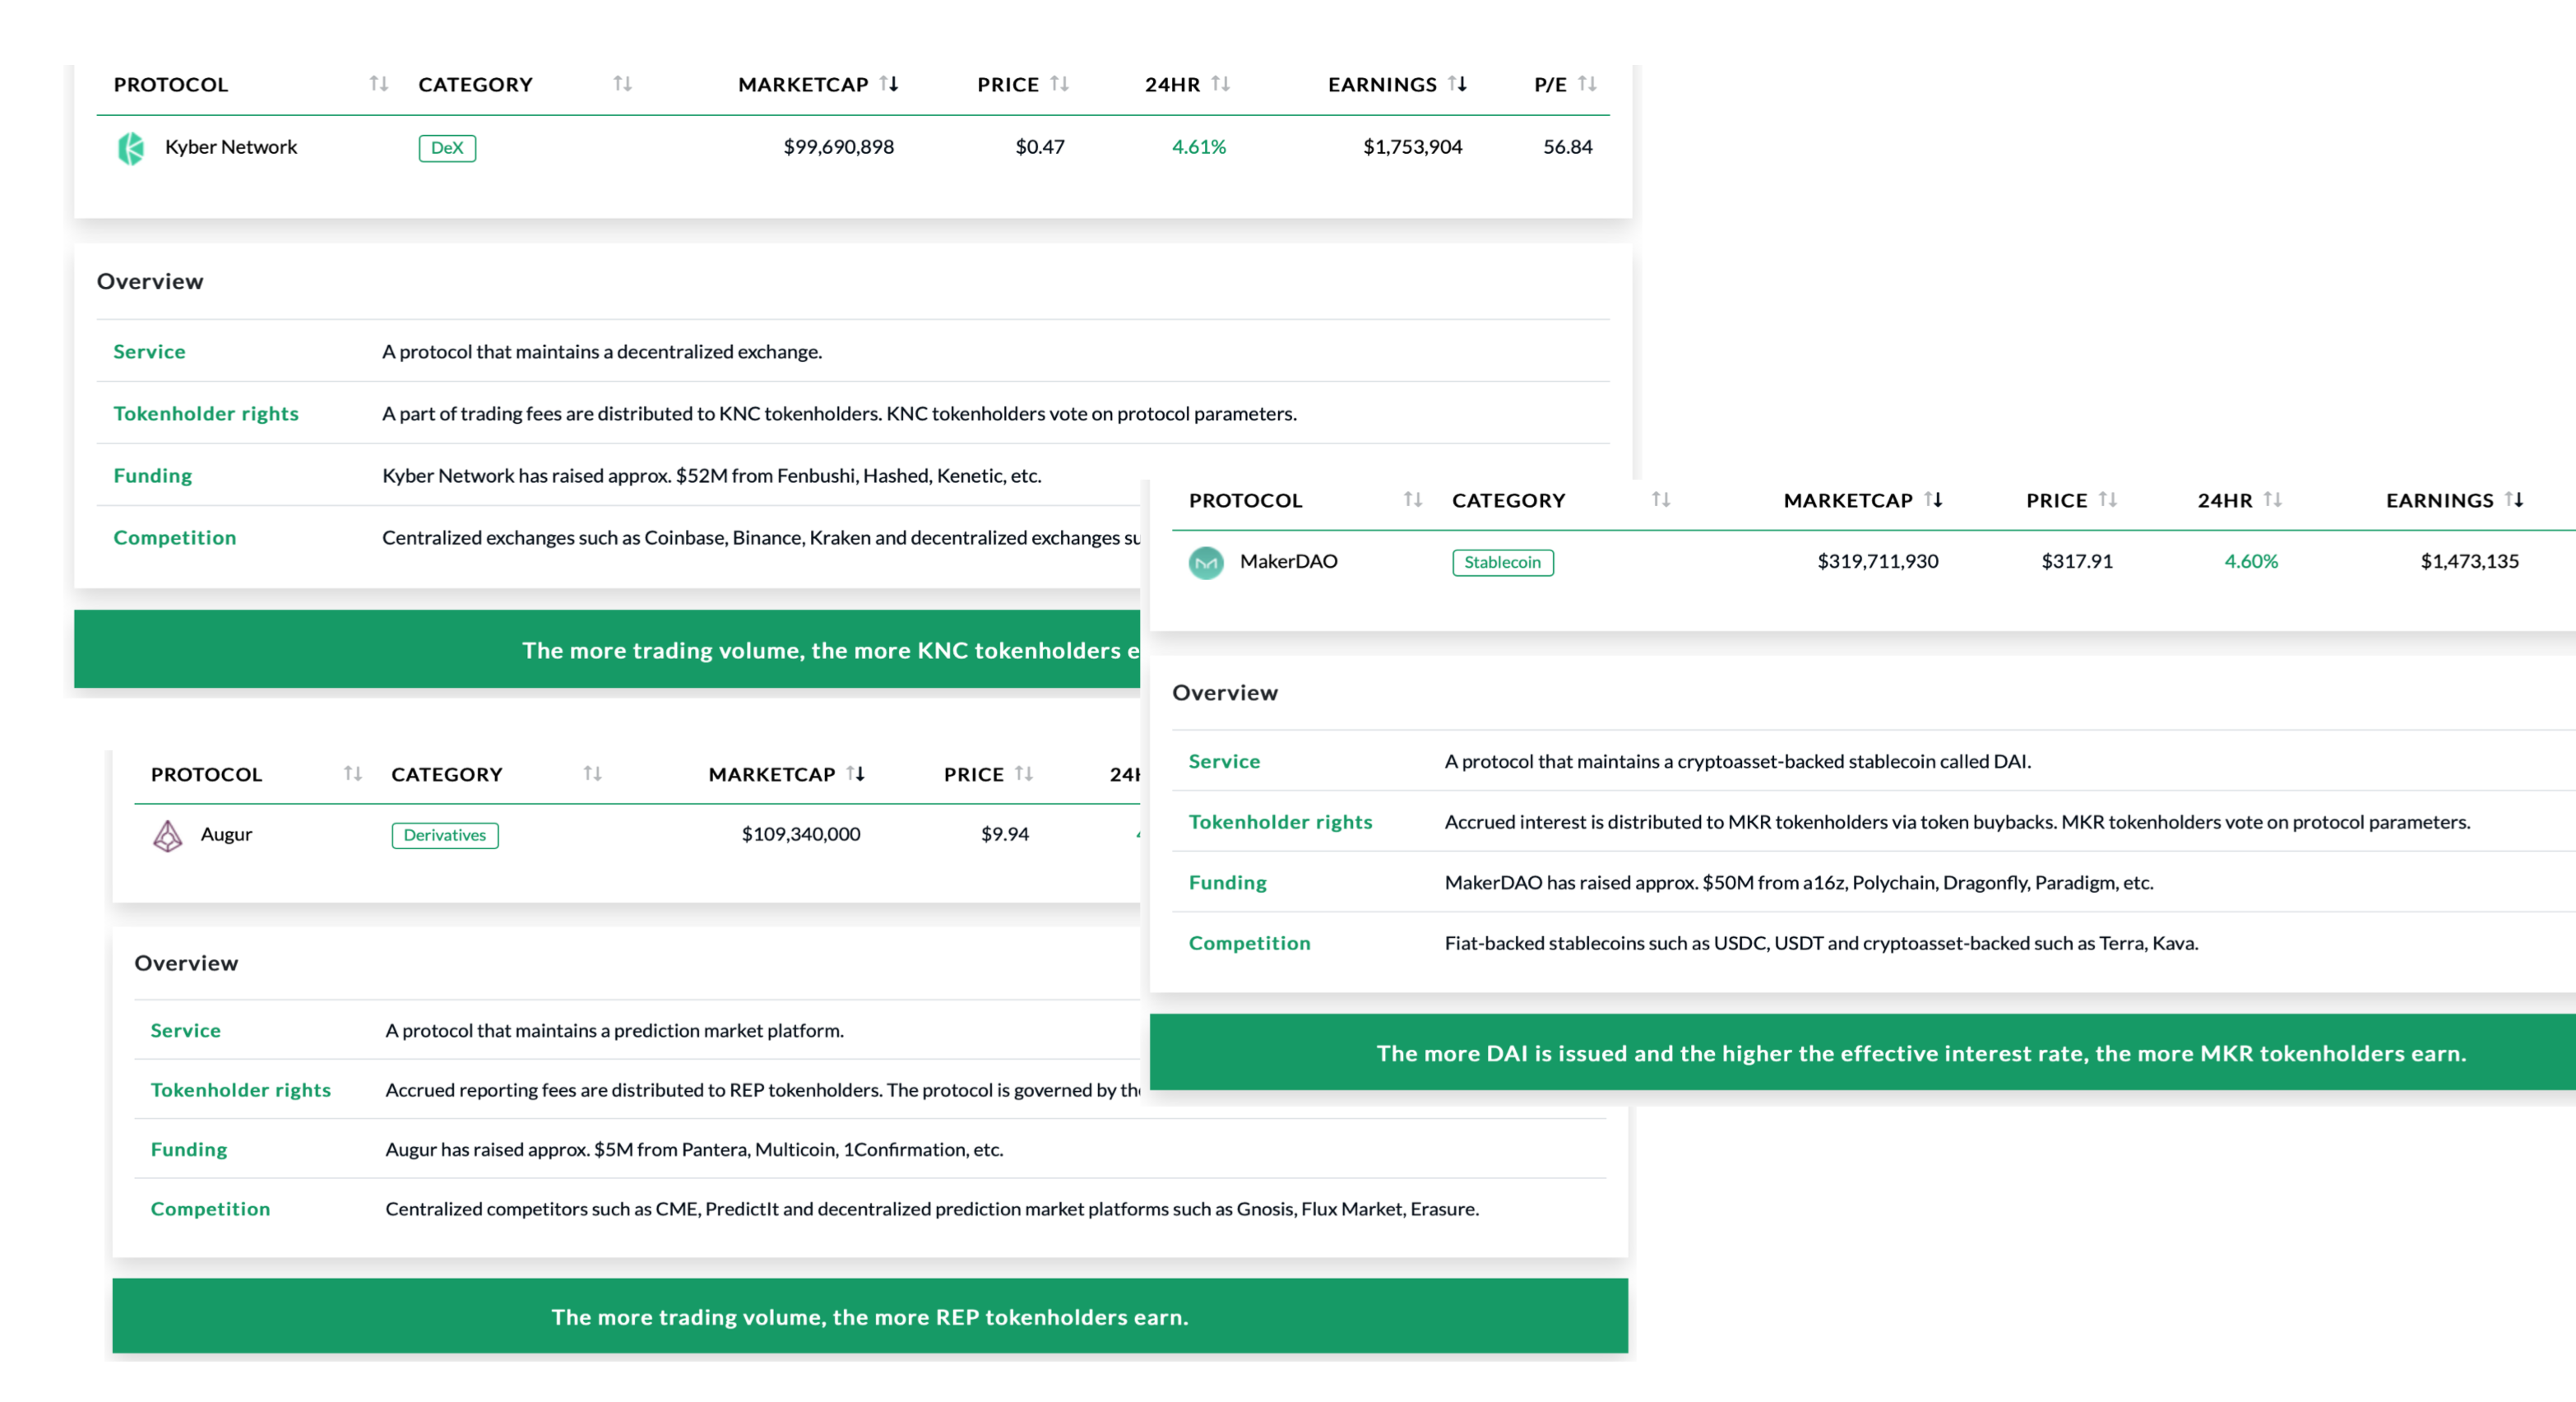 PROTOCOL CATEGORY MARKETCAP PRICE 24HR EARNINGS P/E
Kyber Network DeX $99,690,898 $0.47 4.61% $1,753,904 56.84
Overview
Service A protocol that maintains a decentralized exchange.
Tokenholder rights A part of trading fees are distributed to KNC tokenholders. KNC tokenholders vote on protocol parameters.
Funding Kyber Network has raised approx. $52M from Fenbushi, Hashed, Kenetic, etc.
Competition Centralized exchanges such as Coinbase, Binance, Kraken and decentralized exchanges
The more trading volume, the more KNC tokenholders
PROTOCOL CATEGORY MARKETCAP PRICE 24HR EARNINGS
MakerDAO Stablecoin $319,711,930 $317.91 4.60% $1,473,135
Overview
Service A protocol that maintains a cryptoasset-backed stablecoin called DAI.
Tokenholder rights Accrued interest is distributed to MKR tokenholders via token buybacks. MKR tokenholders vote on protocol parameters.
Funding MakerDAO has raised approx. $50M from a16z, Polychain, Dragonfly, Paradigm, etc.
Competition Fiat-backed stablecoins such as USDC, USDT and cryptoasset-backed such as Terra, Kava.
The more DAI is issued and the higher the effective interest rate, the more MKR tokenholders earn.
PROTOCOL CATEGORY MARKETCAP PRICE
Augur Derivatives $109,340,000 $9.94
Overview
Service A protocol that maintains a prediction market platform.
Tokenholder rights Accrued reporting fees are distributed to REP tokenholders. The protocol is governed by
Funding Augur has raised approx. $5M from Pantera, Multicoin, 1Confirmation, etc.
Competition Centralized competitors such as CME, PredictIt and decentralized prediction market platforms such as Gnosis, Flux Market, Erasure.
The more trading volume, the more REP tokenholders earn.